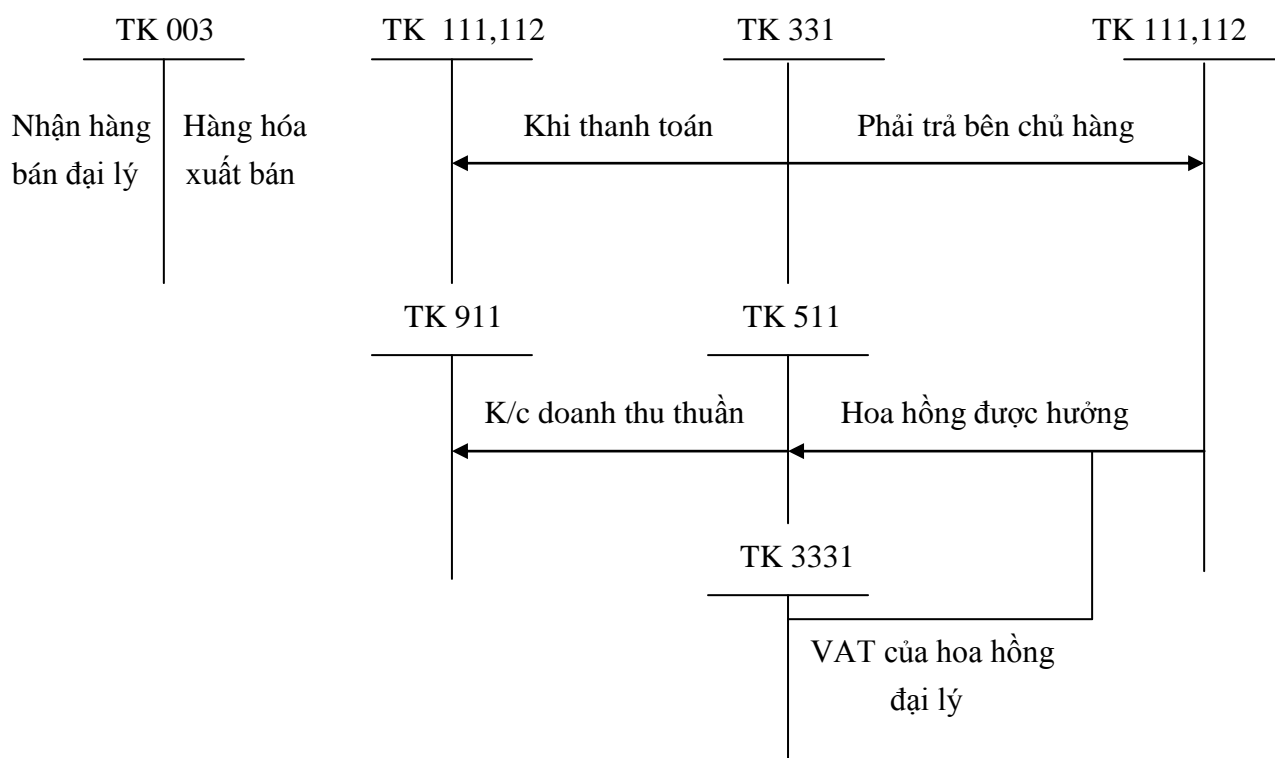 TK 003
TK 111,112
TK 331
TK 111,112
Nhận hàng
bán đại lý
Hàng hóa
xuất bán
Khi thanh toán
Phải trả bên chủ hàng
TK 911
TK 511
K/c doanh thu thuần
Hoa hồng được hưởng
TK 3331
VAT của hoa hồng
đại lý